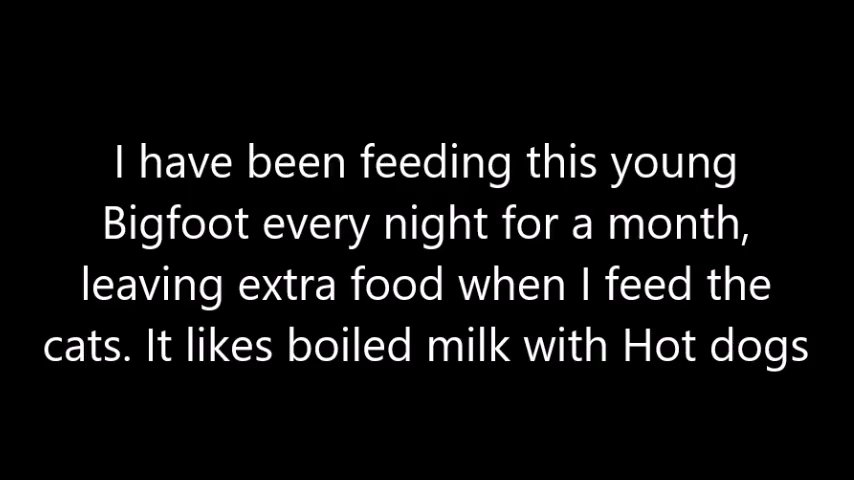 I have been feeding this young
Bigfoot every night for a month,
leaving extra food when I feed the
cats. It likes boiled milk with Hot dogs